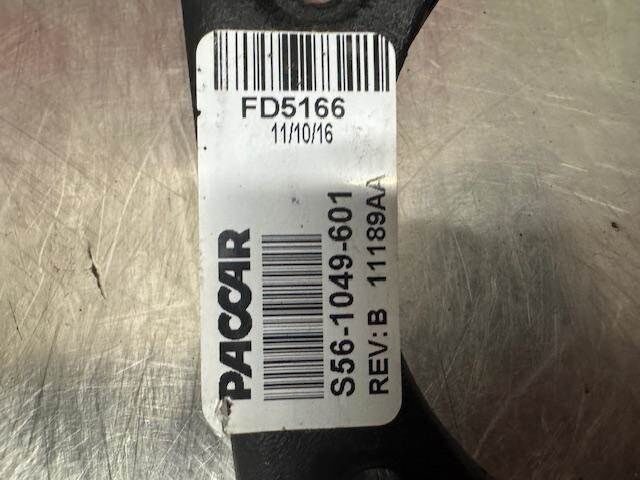 FD5166
11/10/16
PACCAR
S56-1049-601
REV: B 11189AA